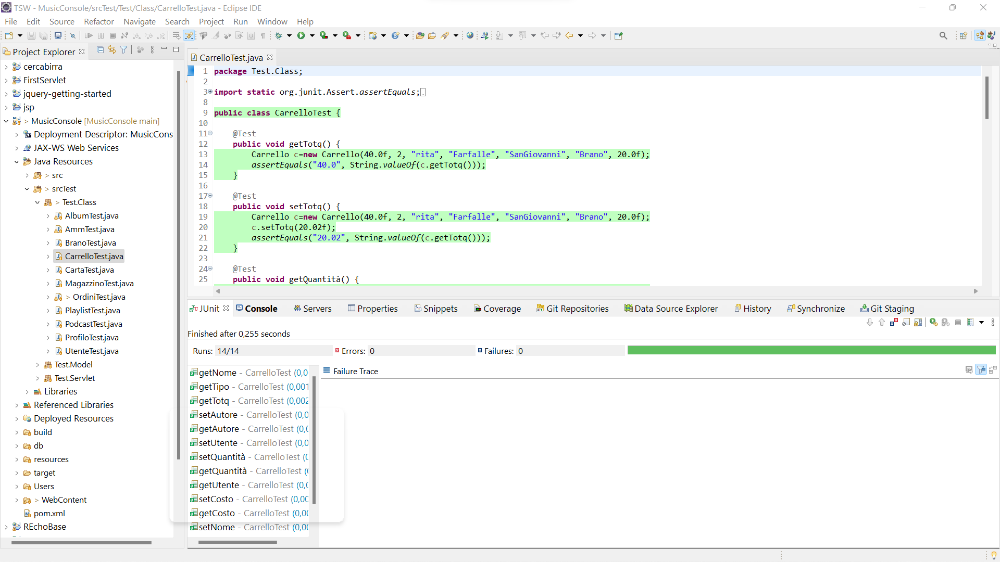 TSW - MusicConsole/srcTest/Test/Class/CarrelloTest.java - Eclipse IDE
File Edit Source Refactor Navigate Search Project Run Window Help
Project Explorer
cercabirra
FirstServlet
jquery-getting-started
jsp
> MusicConsole [MusicConsole main]
Deployment Descriptor: MusicCons
JAX-WS Web Services
Java Resources
> src
> srcTest
> Test.Class
AlbumTest.java
AmmTest.java
BranoTest.java
CarrelloTest.java
CartaTest.java
MagazzinoTest.java
> OrdiniTest.java
PlaylistTest.java
PodcastTest.java
ProfiloTest.java
UtenteTest.java
Test.Model
Test.Servlet
Libraries
Referenced Libraries
Deployed Resources
build
db
resources
target
Users
> WebContent
pom.xml
REchoBase
CarrelloTest.java
1 package Test.Class;
2
3 import static org.junit.Assert.assertEquals;
8
9 public class CarrelloTest {
10
11 @Test
12 public void getTotq() {
13 Carrello c=new Carrello(40.0f, 2, "rita", "Farfalle", "SanGiovanni", "Brano", 20.0f);
14 assertEquals("40.0", String.valueOf(c.getTotq()));
15 }
16
17 @Test
18 public void setTotq() {
19 Carrello c=new Carrello(40.0f, 2, "rita", "Farfalle", "SanGiovanni", "Brano", 20.0f);
20 c.setTotq(20.02f);
21 assertEquals("20.02", String.valueOf(c.getTotq()));
22 }
23
24 @Test
25 public void getQuantità() {
JUnit Console Servers Properties Snippets Coverage Git Repositories Data Source Explorer History Synchronize Git Staging
Finished after 0,255 seconds
Runs: 14/14 Errors: 0 Failures: 0
getNome - CarrelloTest (0,0
getTipo - CarrelloTest (0,001
getTotq - CarrelloTest (0,002
setAutore - CarrelloTest (0,0
getAutore - CarrelloTest (0,0
setUtente - CarrelloTest (0,0
setQuantità - CarrelloTest (0
getQuantità - CarrelloTest (
getUtente - CarrelloTest (0,0
setCosto - CarrelloTest (0,00
getCosto - CarrelloTest (0,00
setNome - CarrelloTest (0,00
Failure Trace